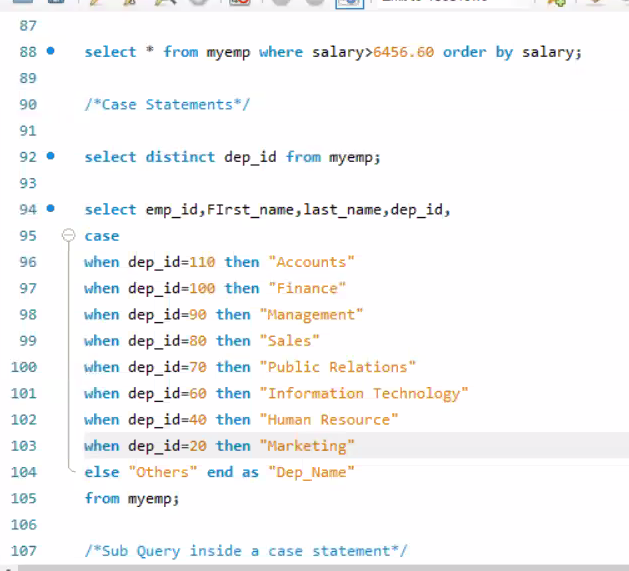 87
88 select * from myemp where salary>6456.60 order by salary;
89
90 /*Case Statements*/
91
92 select distinct dep_id from myemp;
93
94 select emp_id,FIrst_name,last_name,dep_id,
95 case
96 when dep_id=110 then "Accounts"
97 when dep_id=100 then "Finance"
98 when dep_id=90 then "Management"
99 when dep_id=80 then "Sales"
100 when dep_id=70 then "Public Relations"
101 when dep_id=60 then "Information Technology"
102 when dep_id=40 then "Human Resource"
103 when dep_id=20 then "Marketing"
104 else "Others" end as "Dep_Name"
105 from myemp;
106
107 /*Sub Query inside a case statement*/